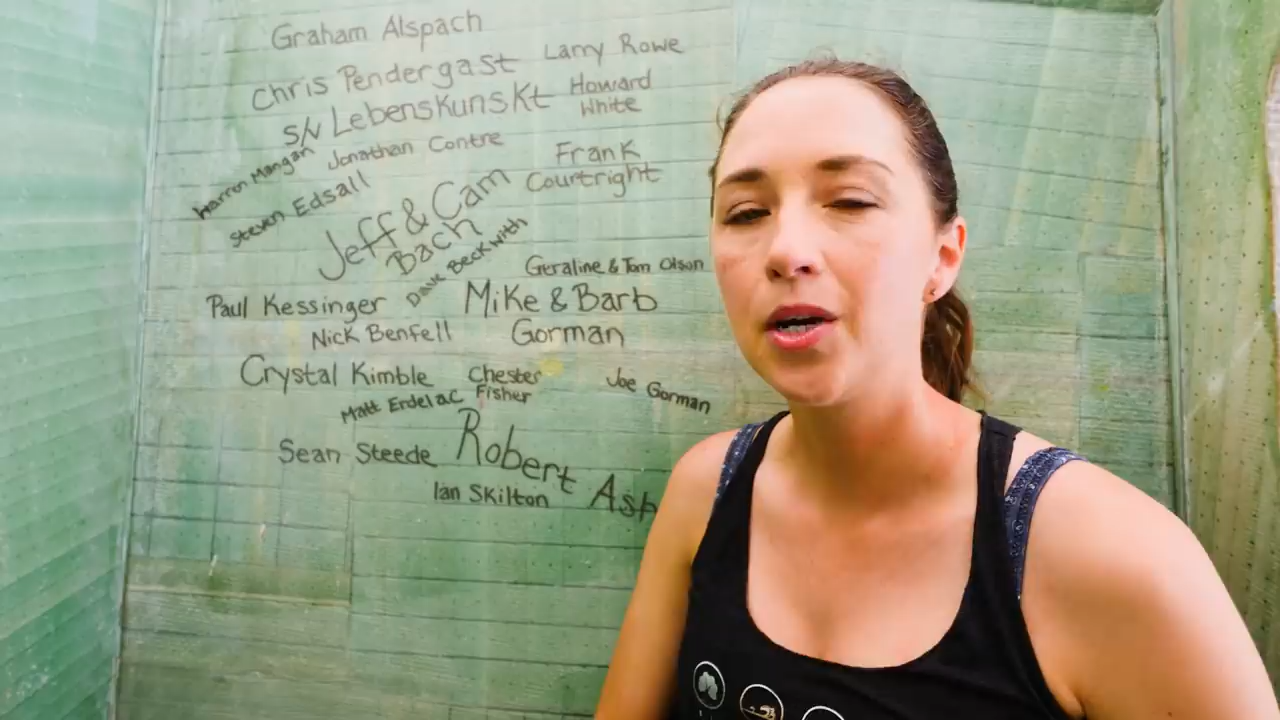 Graham Alspach
Larry Rowe
Chris Pendergast
Howard
White
S/V Lebenskunskt
Jonathan Contre
Mangan
Frank
Courtright
Steven Edsall
Jeff & Cam
Bach
Dave Beckwith
Geraline & Tom Olson
Paul Kessinger
Mike & Barb
Gorman
Nick Benfell
Crystal Kimble
Chester
Fisher
Joe Gorman
Matt Erdelac
Sean Steede
Robert
Ian Skilton